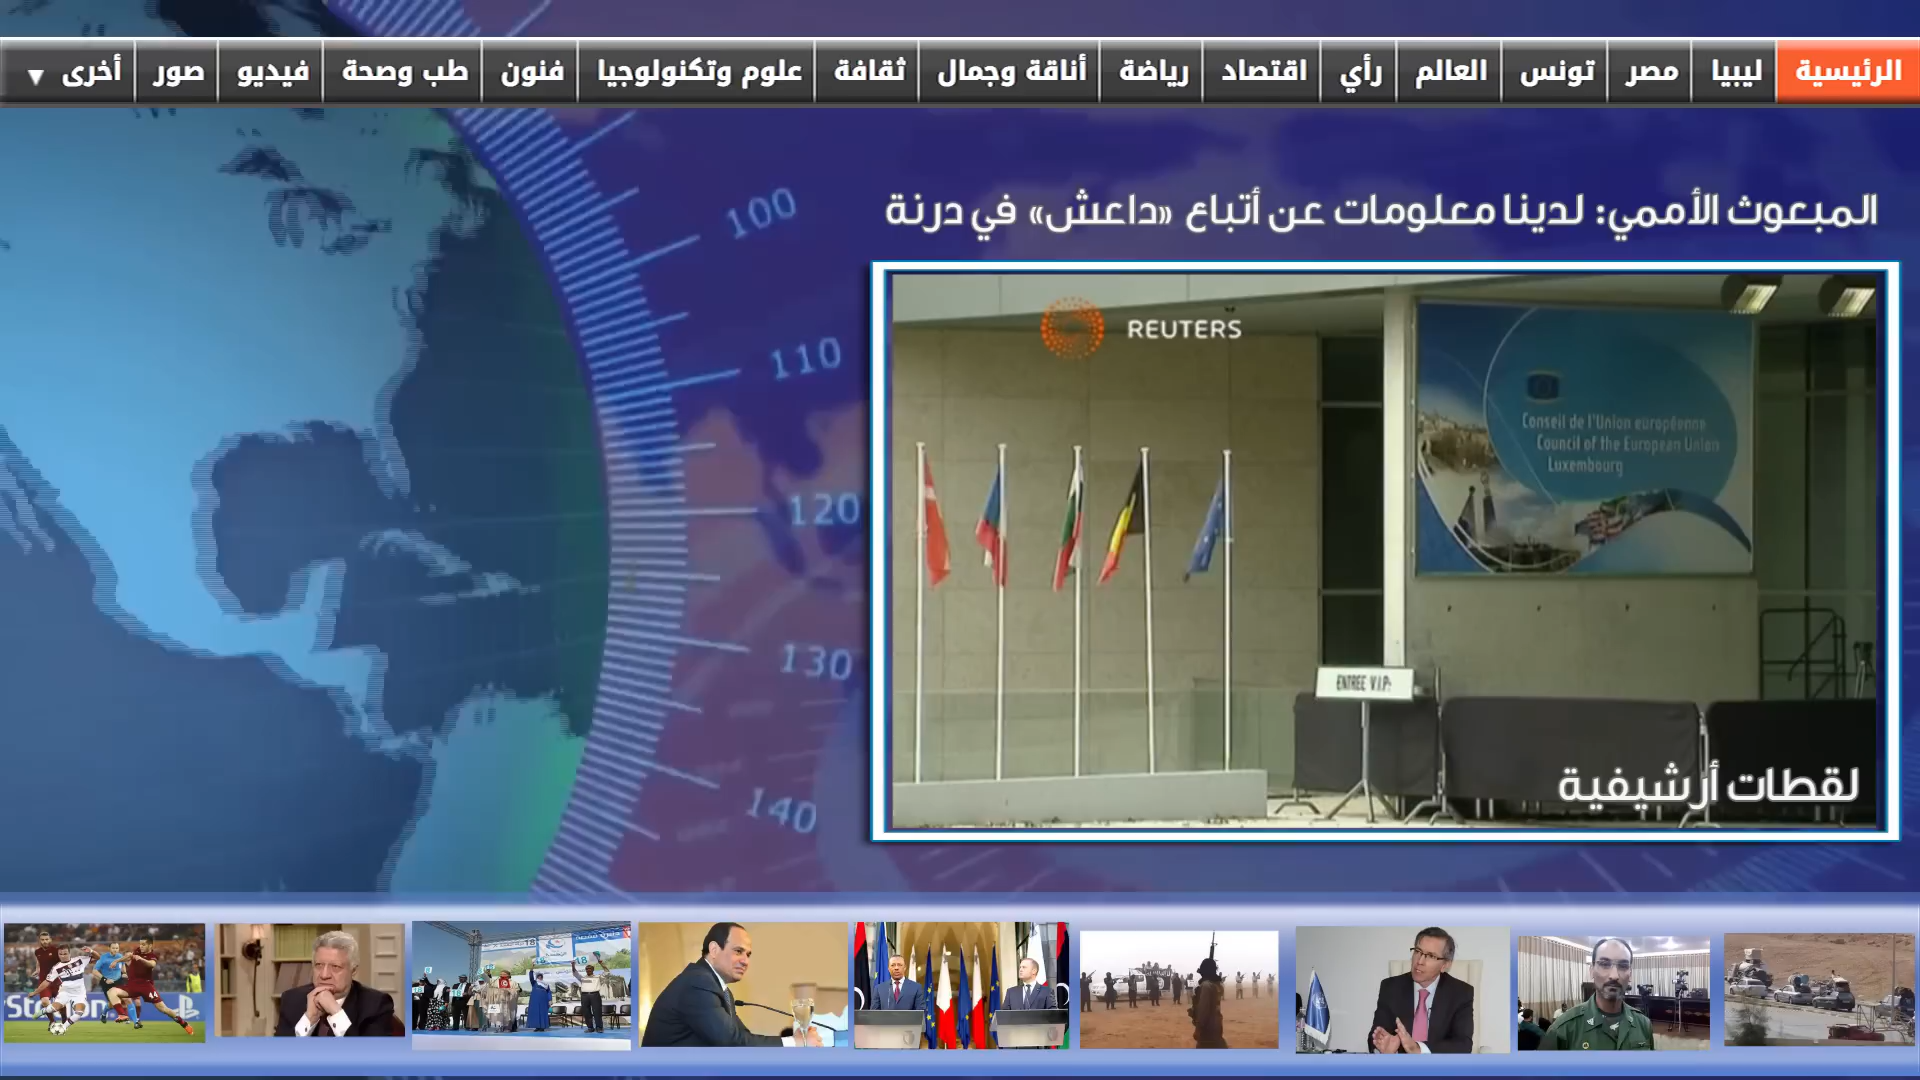 الرئيسية ليبيا مصر تونس العالم رأي اقتصاد رياضة أناقة وجمال ثقافة علوم وتكنولوجيا فنون طب وصحة فيديو صور أخرى ▼
المبعوث الأممي: لدينا معلومات عن أتباع «داعش» في درنة
REUTERS
Conseil de l'Union européenne
Council of the European Union
Luxembourg
ENTREE V.I.P.
لقطات أرشيفية
100
110
120
130
140